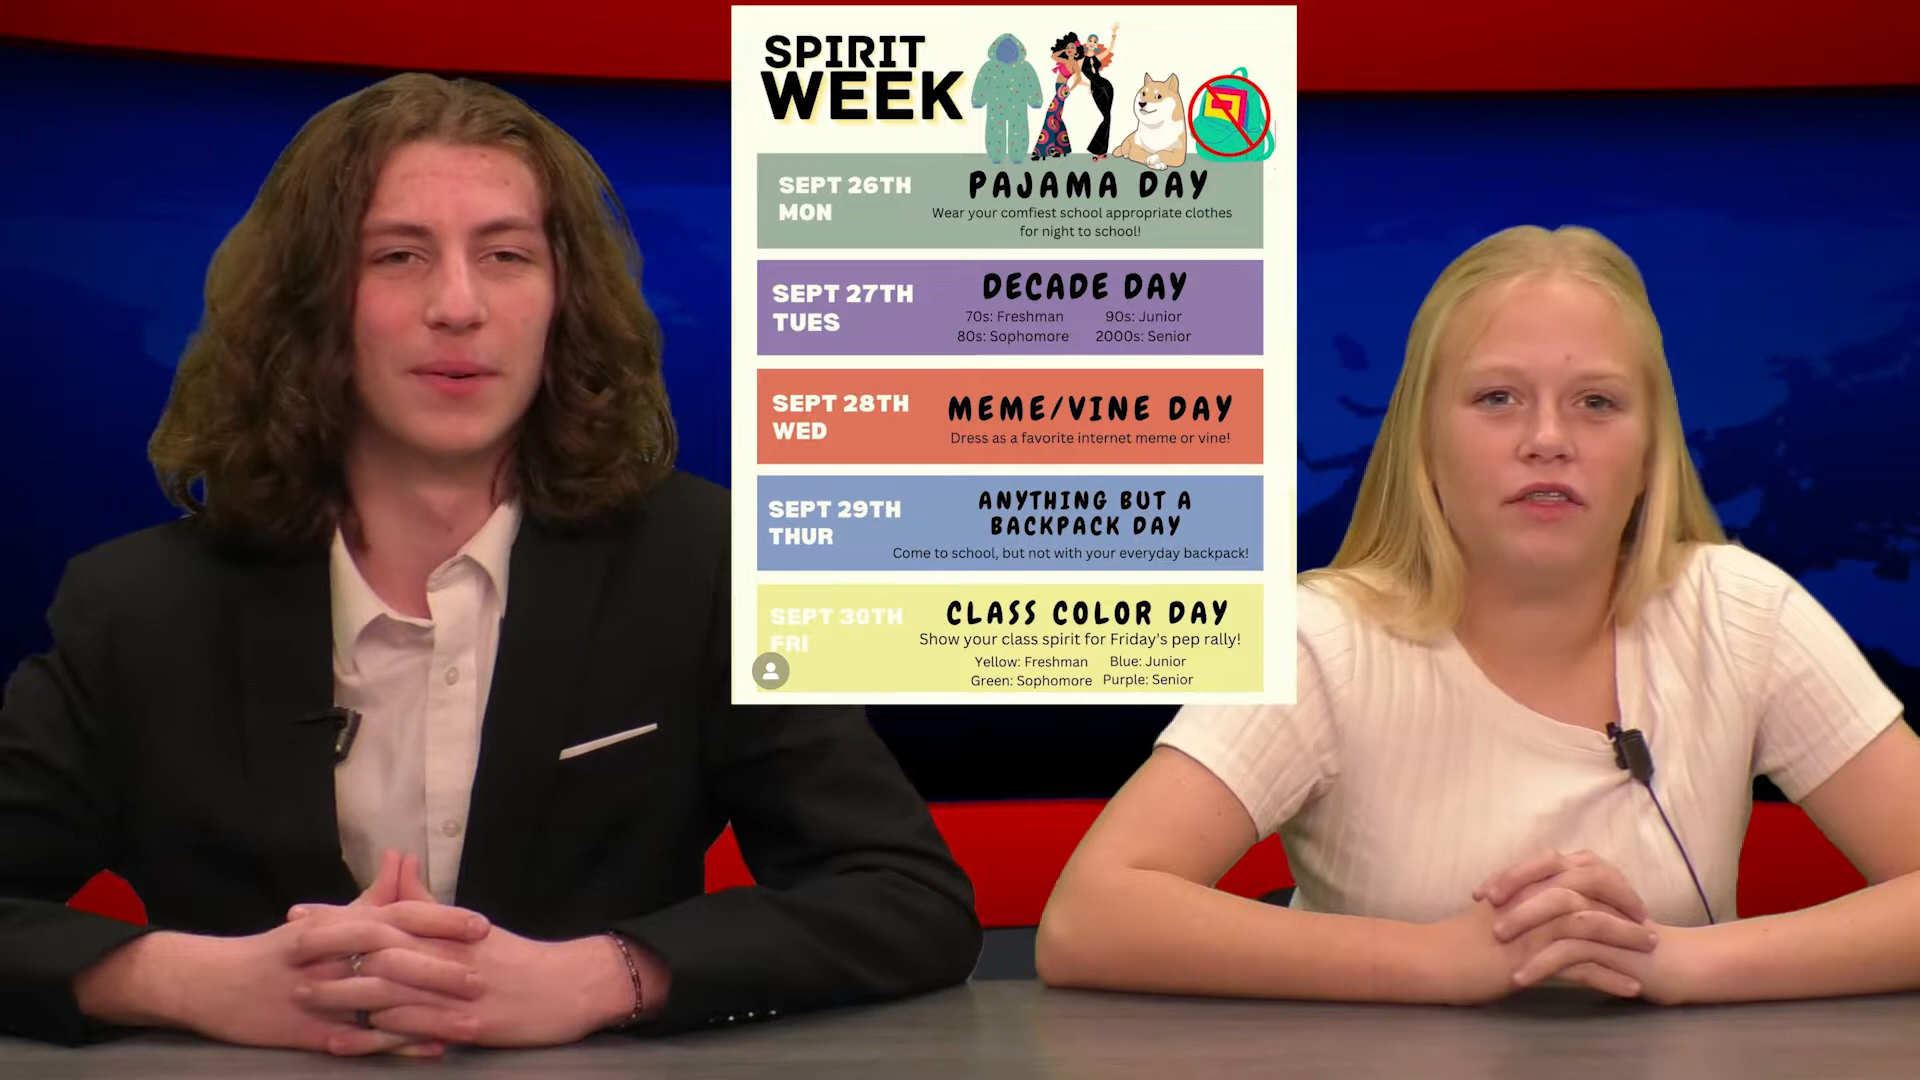 SPIRIT
WEEK
SEPT 26TH
MON
PAJAMA DAY
Wear your comfiest school appropriate clothes
for night to school!
SEPT 27TH
TUES
DECADE DAY
70s: Freshman 90s: Junior
80s: Sophomore 2000s: Senior
SEPT 28TH
WED
MEME/VINE DAY
Dress as a favorite internet meme or vine!
SEPT 29TH
THUR
ANYTHING BUT A
BACKPACK DAY
Come to school, but not with your everyday backpack!
SEPT 30TH
FRI
CLASS COLOR DAY
Show your class spirit for Friday's pep rally!
Yellow: Freshman Blue: Junior
Green: Sophomore Purple: Senior